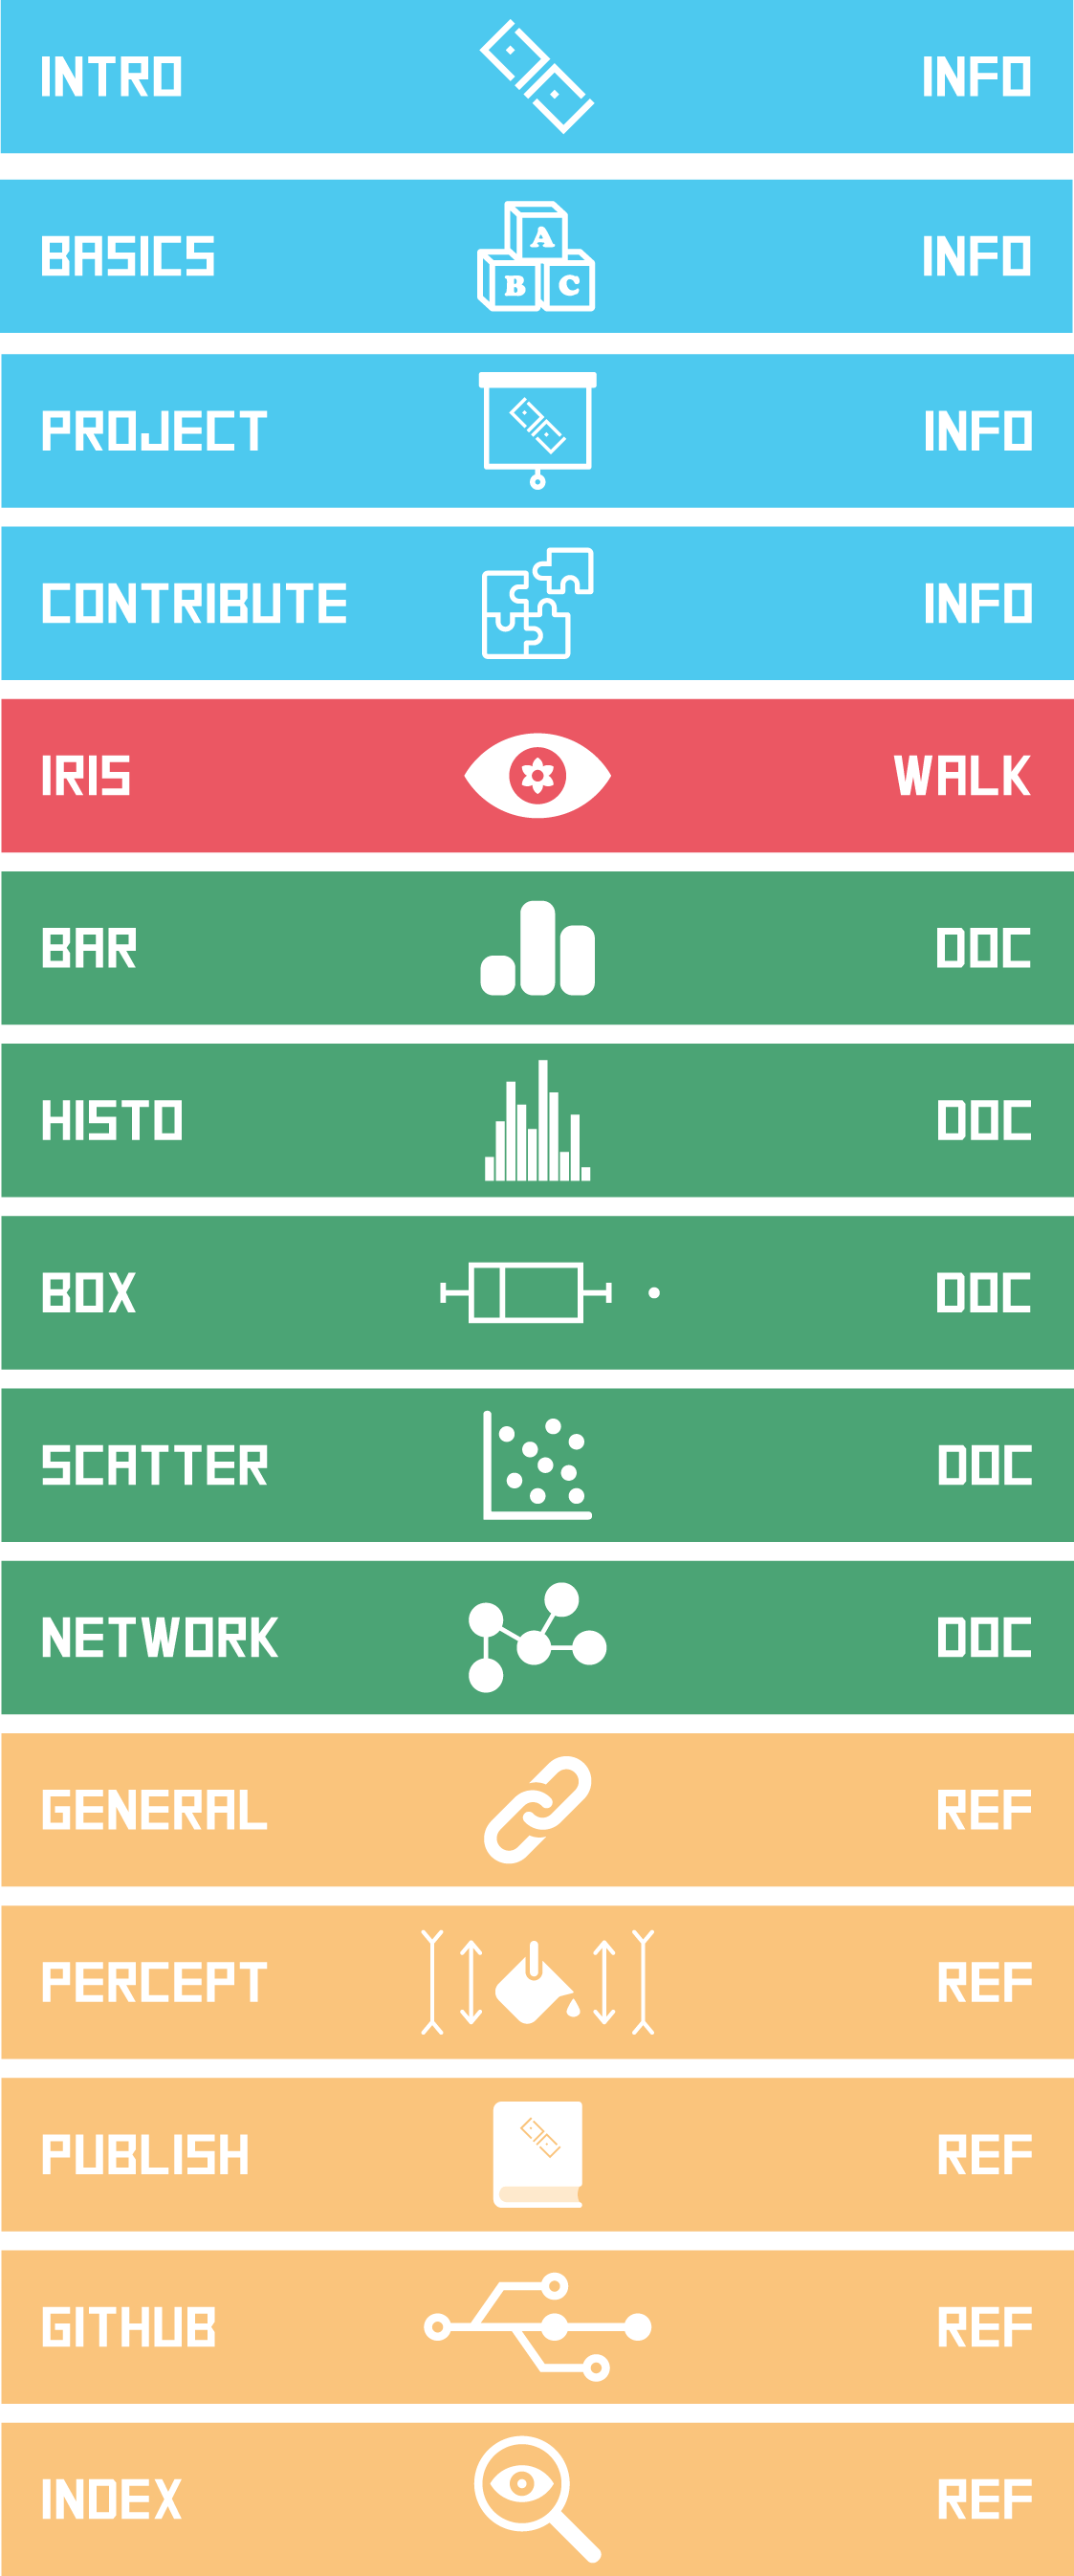 INTRO INFO
A
B C
BASICS INFO
PROJECT INFO
CONTRIBUTE INFO
IRIS WALK
BAR DOC
HISTO DOC
BOX DOC
SCATTER DOC
NETWORK DOC
GENERAL REF
PERCEPT REF
PUBLISH REF
GITHUB REF
INDEX REF